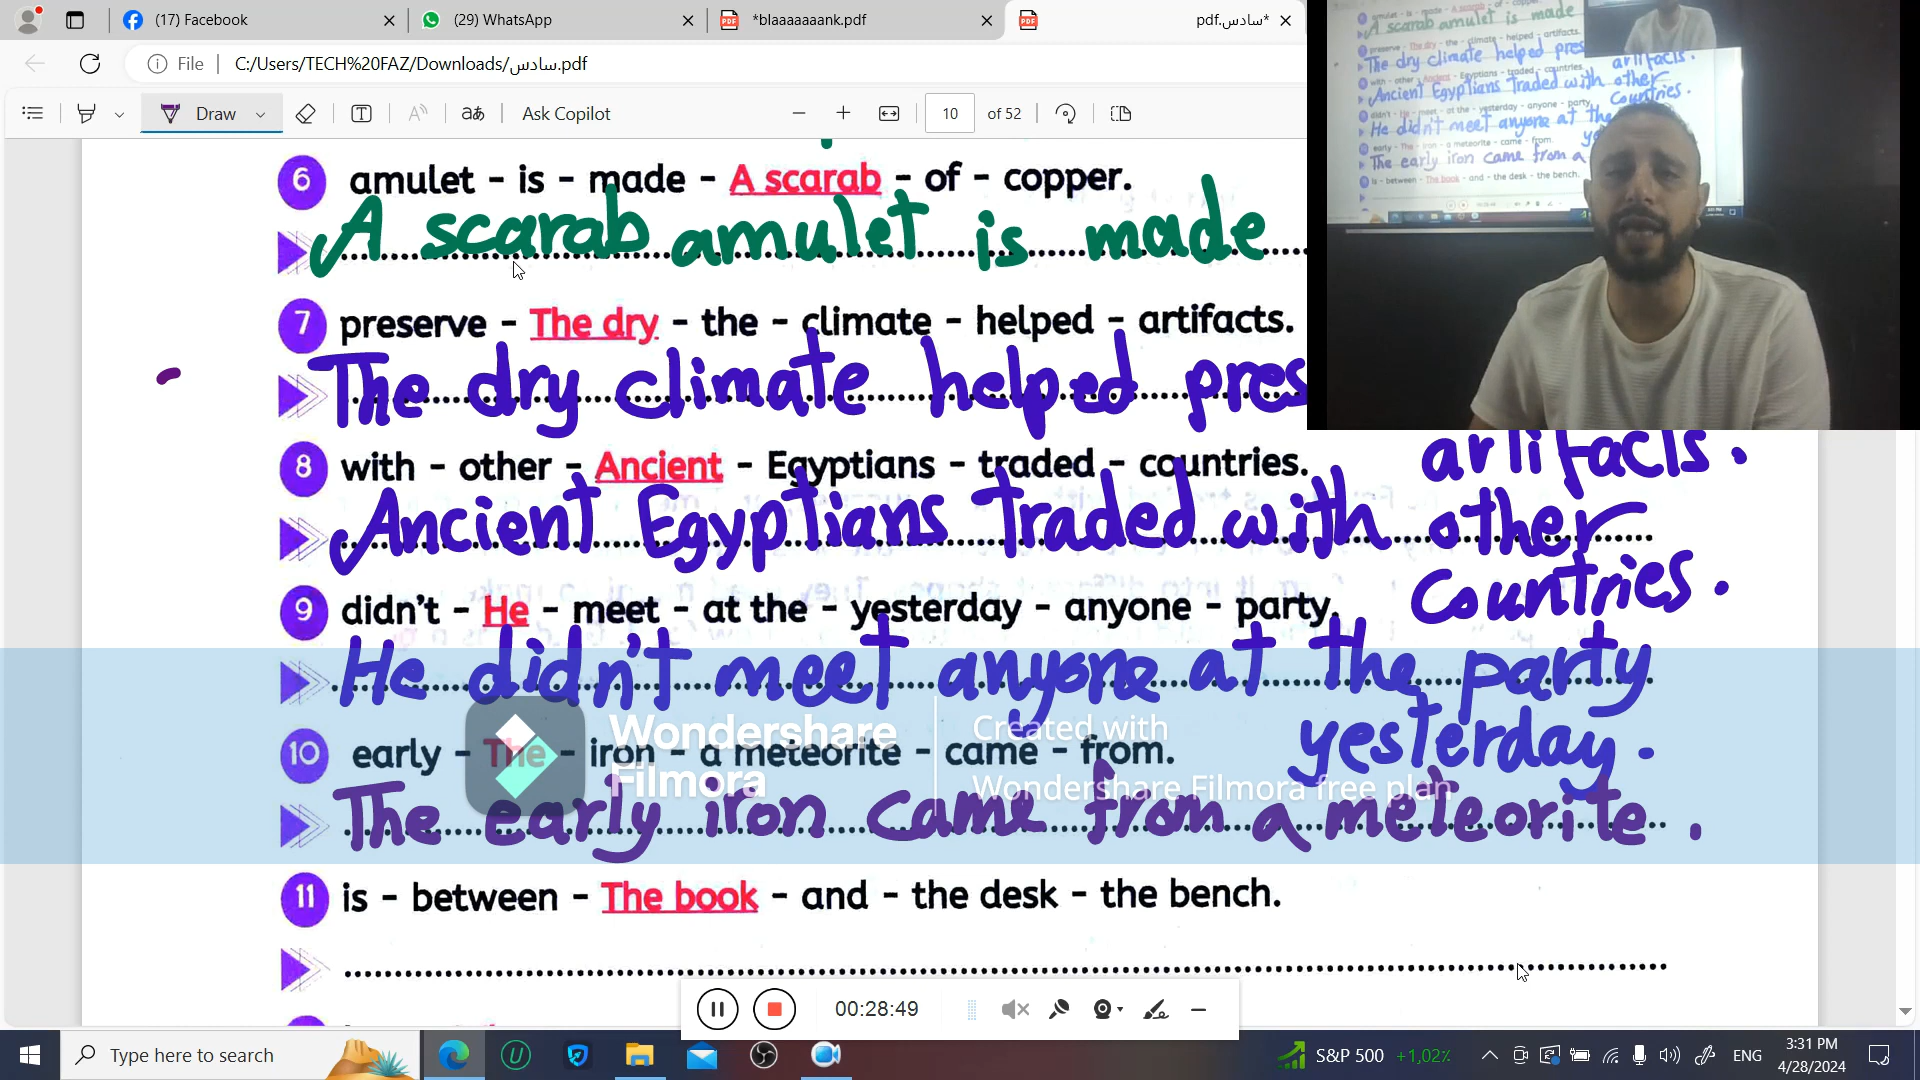 (17) Facebook
(29) WhatsApp
*blaaaaaaank.pdf
*سادس.pdf
File
C:/Users/TECH%20FAZ/Downloads/سادس.pdf
Draw
Ask Copilot
10 of 52
6 amulet - is - made - A scarab - of - copper.
A scarab amulet is made
7 preserve - The dry - the - climate - helped - artifacts.
The dry climate helped pres
artifacts.
8 with - other - Ancient - Egyptians - traded - countries.
Ancient Egyptians traded with other
countries.
9 didn't - He - meet - at the - yesterday - anyone - party.
He didn't meet anyone at the party
yesterday.
10 early - The - iron - a meteorite - came - from.
The early iron came from a meteorite.
Wondershare
Filmora
Created with
Wondershare Filmora free plan
11 is - between - The book - and - the desk - the bench.
00:28:49
Type here to search
S&P 500 +1,02%
ENG
3:31 PM
4/28/2024